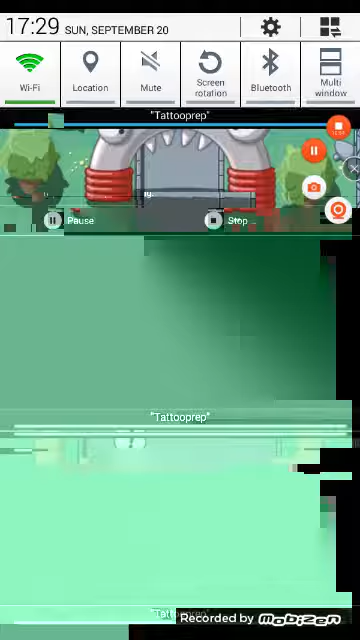 17:29 SUN, SEPTEMBER 20
Wi-Fi
Location
Mute
Screen rotation
Bluetooth
Multi window
"Tattooprep"
Pause
Stop
"Tattooprep"
Recorded by Mobizen